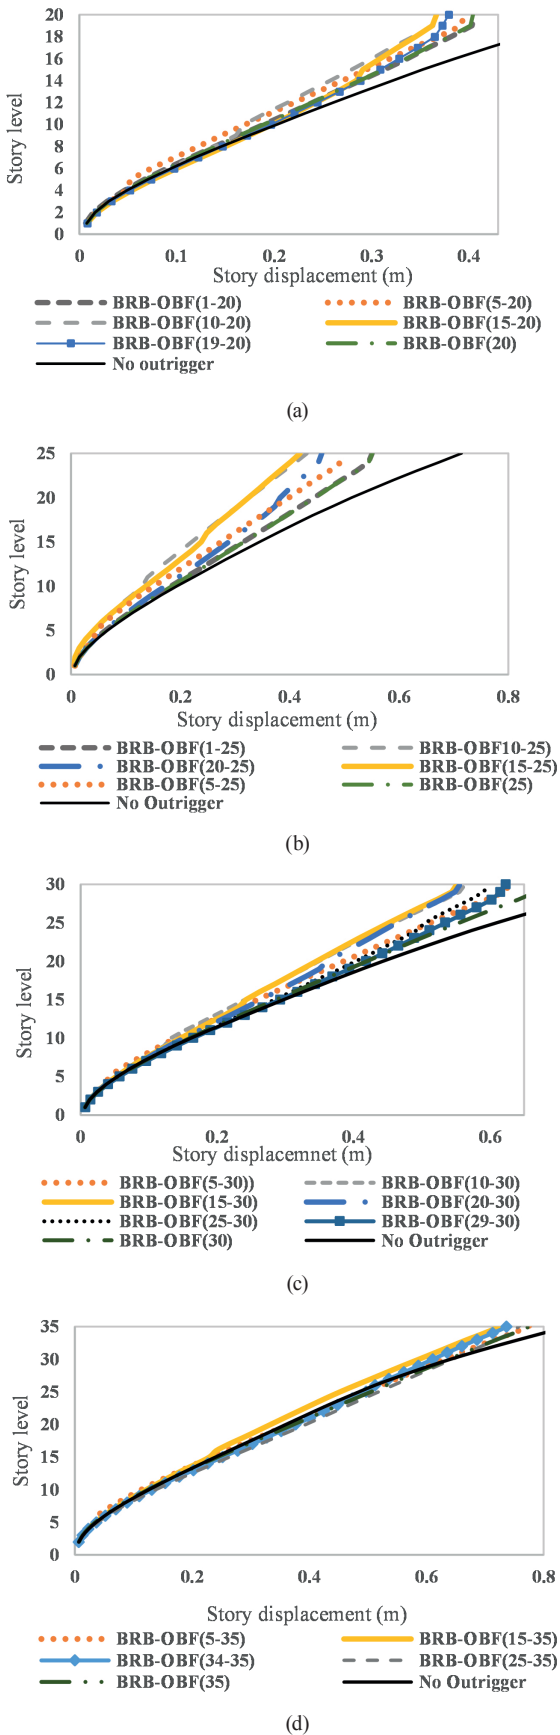 20
18
16
14
12
10
8
6
4
2
0
Story level
0 0.1 0.2 0.3 0.4
Story displacement (m)
BRB-OBF(1-20) BRB-OBF(5-20)
BRB-OBF(10-20) BRB-OBF(15-20)
BRB-OBF(19-20) BRB-OBF(20)
No outrigger
(a)
25
20
15
10
5
0
Story level
0 0.2 0.4 0.6 0.8
Story displacement (m)
BRB-OBF(1-25) BRB-OBF10-25)
BRB-OBF(20-25) BRB-OBF(15-25)
BRB-OBF(5-25) BRB-OBF(25)
No Outrigger
(b)
30
25
20
15
10
5
0
Story level
0 0.2 0.4 0.6
Story displacemnet (m)
BRB-OBF(5-30)) BRB-OBF(10-30)
BRB-OBF(15-30) BRB-OBF(20-30)
BRB-OBF(25-30) BRB-OBF(29-30)
BRB-OBF(30) No Outrigger
(c)
35
30
25
20
15
10
5
0
Story level
0 0.2 0.4 0.6 0.8
Story displacement (m)
BRB-OBF(5-35) BRB-OBF(15-35)
BRB-OBF(34-35) BRB-OBF(25-35)
BRB-OBF(35) No Outrigger
(d)